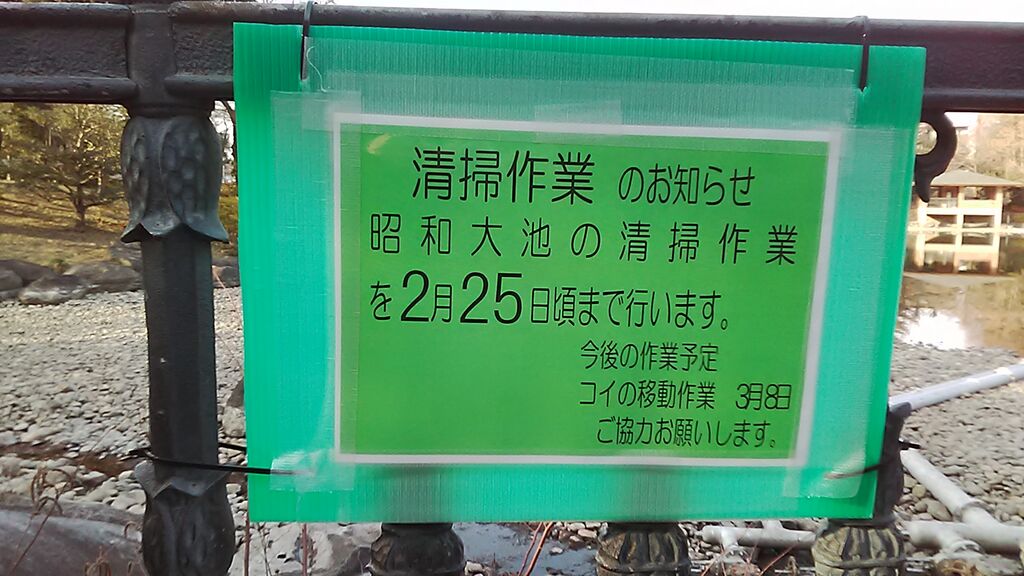 清掃作業 のお知らせ
昭和大池の清掃作業
を2月25日頃まで行います。
今後の作業予定
コイの移動作業 3月8日
ご協力お願いします。